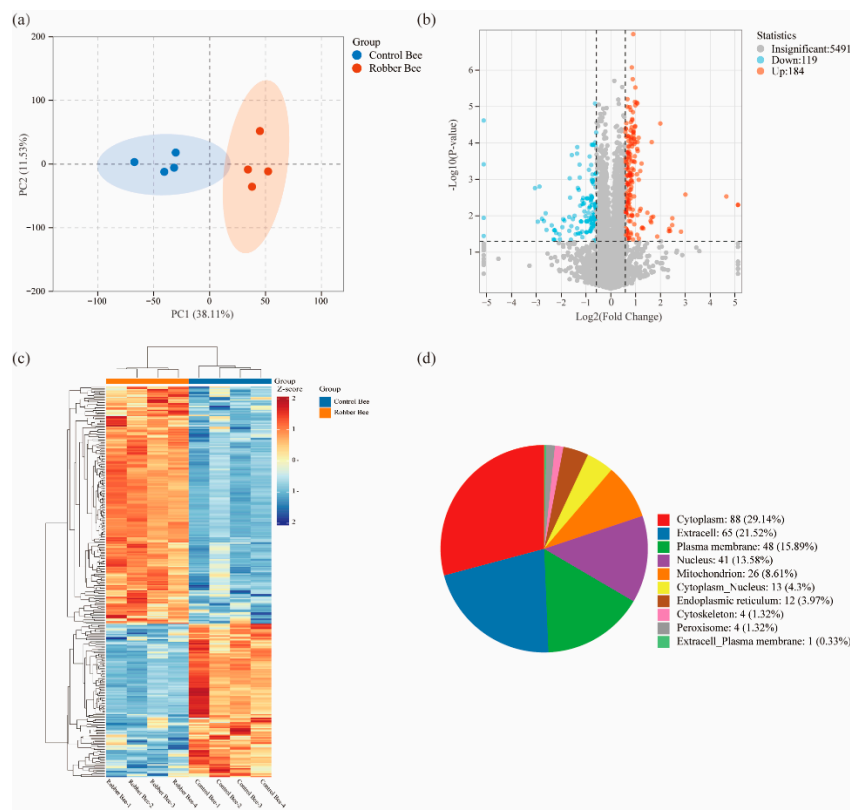 (a)
200
100
0
−100
−200
−100
−50
0
50
100
PC2 (11.53%)
PC1 (38.11%)
Group
Control Bee
Robber Bee
(b)
6
5
4
3
2
1
-5
-4
-3
-2
-1
0
1
2
3
4
5
-Log10(P-value)
Log2(Fold Change)
Statistics
Insignificant:5491
Down:119
Up:184
(c)
Group
Z-score
2
1
0
1-
2-
Group
Control Bee
Robber Bee
Robber Bee-1
Robber Bee-2
Robber Bee-3
Robber Bee-4
Control Bee-1
Control Bee-2
Control Bee-3
Control Bee-4
(d)
Cytoplasm: 88 (29.14%)
Extracell: 65 (21.52%)
Plasma membrane: 48 (15.89%)
Nucleus: 41 (13.58%)
Mitochondrion: 26 (8.61%)
Cytoplasm_Nucleus: 13 (4.3%)
Endoplasmic reticulum: 12 (3.97%)
Cytoskeleton: 4 (1.32%)
Peroxisome: 4 (1.32%)
Extracell_Plasma membrane: 1 (0.33%)